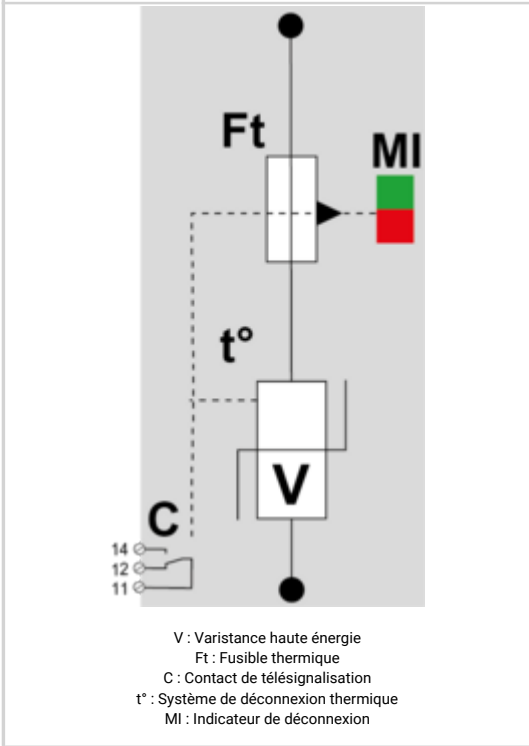 Ft
MI
t°
V
C
14
12
11
V : Varistance haute énergie
Ft : Fusible thermique
C : Contact de télésignalisation
t° : Système de déconnexion thermique
MI : Indicateur de déconnexion